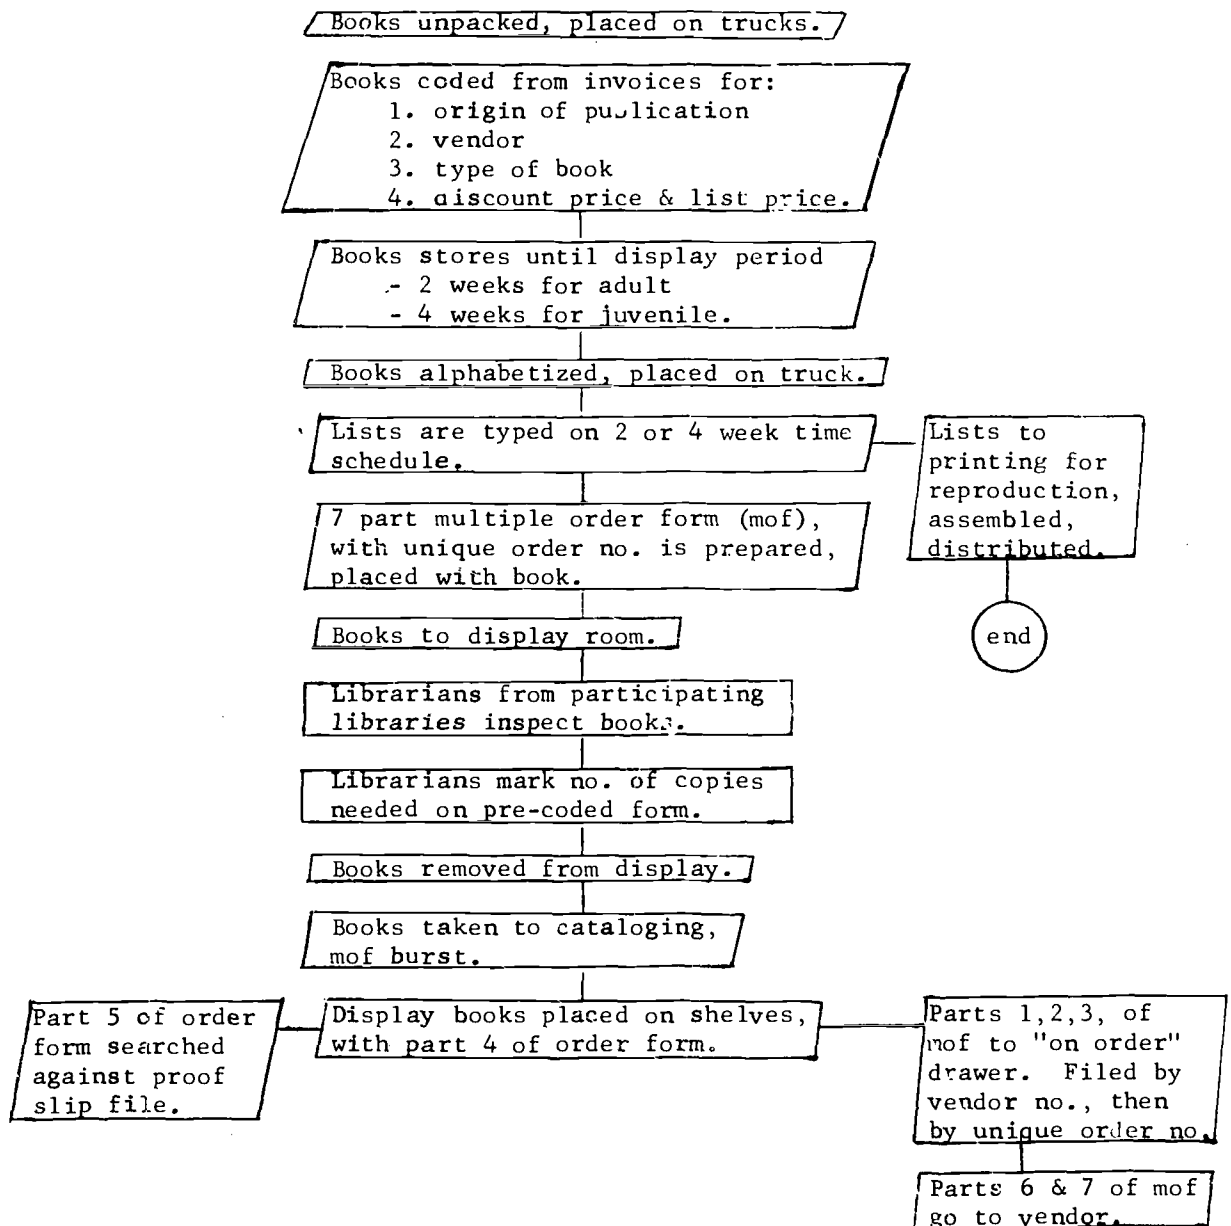 Books unpacked, placed on trucks.
Books coded from invoices for:
1. origin of publication
2. vendor
3. type of book
4. discount price & list price.
Books stores until display period
- 2 weeks for adult
- 4 weeks for juvenile.
Books alphabetized, placed on truck.
Lists are typed on 2 or 4 week time
schedule.
Lists to
printing for
reproduction,
assembled,
distributed.
end
7 part multiple order form (mof),
with unique order no. is prepared,
placed with book.
Books to display room.
Librarians from participating
libraries inspect books.
Librarians mark no. of copies
needed on pre-coded form.
Books removed from display.
Books taken to cataloging,
mof burst.
Part 5 of order
form searched
against proof
slip file.
Display books placed on shelves,
with part 4 of order form.
Parts 1,2,3, of
mof to "on order"
drawer. Filed by
vendor no., then
by unique order no.
Parts 6 & 7 of mof
go to vendor.